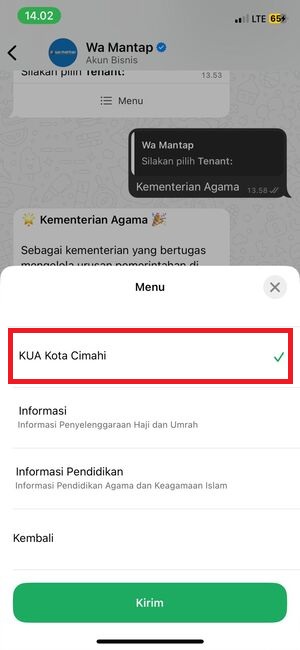 14.02
LTE 65
Wa Mantap
Akun Bisnis
Silakan pilih Tenant:
13.53
Menu
Wa Mantap
Silakan pilih Tenant:
Kementerian Agama 13.58
🌟 Kementerian Agama 🎉
Sebagai kementerian yang bertugas
mengelola urusan pemerintahan di
Menu
KUA Kota Cimahi
Informasi
Informasi Penyelenggaraan Haji dan Umrah
Informasi Pendidikan
Informasi Pendidikan Agama dan Keagamaan Islam
Kembali
Kirim